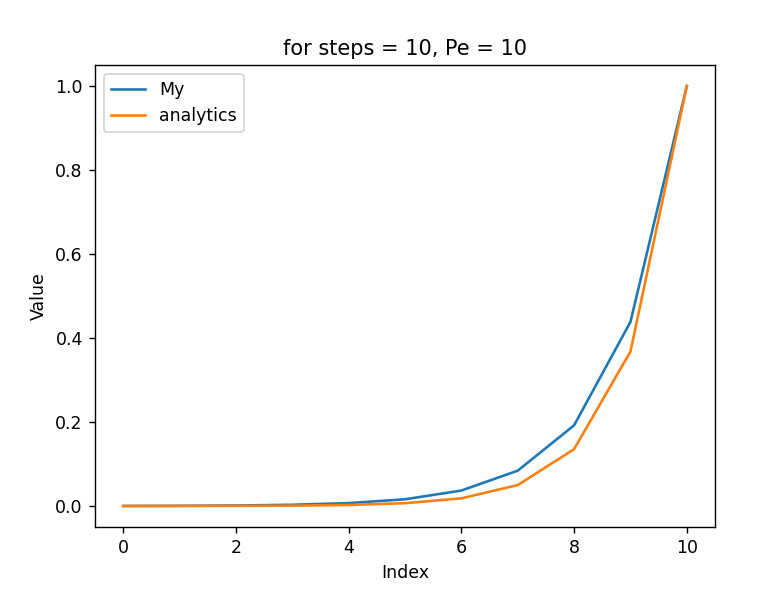 for steps = 10, Pe = 10
My
analytics
1.0
0.8
0.6
0.4
0.2
0.0
Value
0 2 4 6 8 10
Index